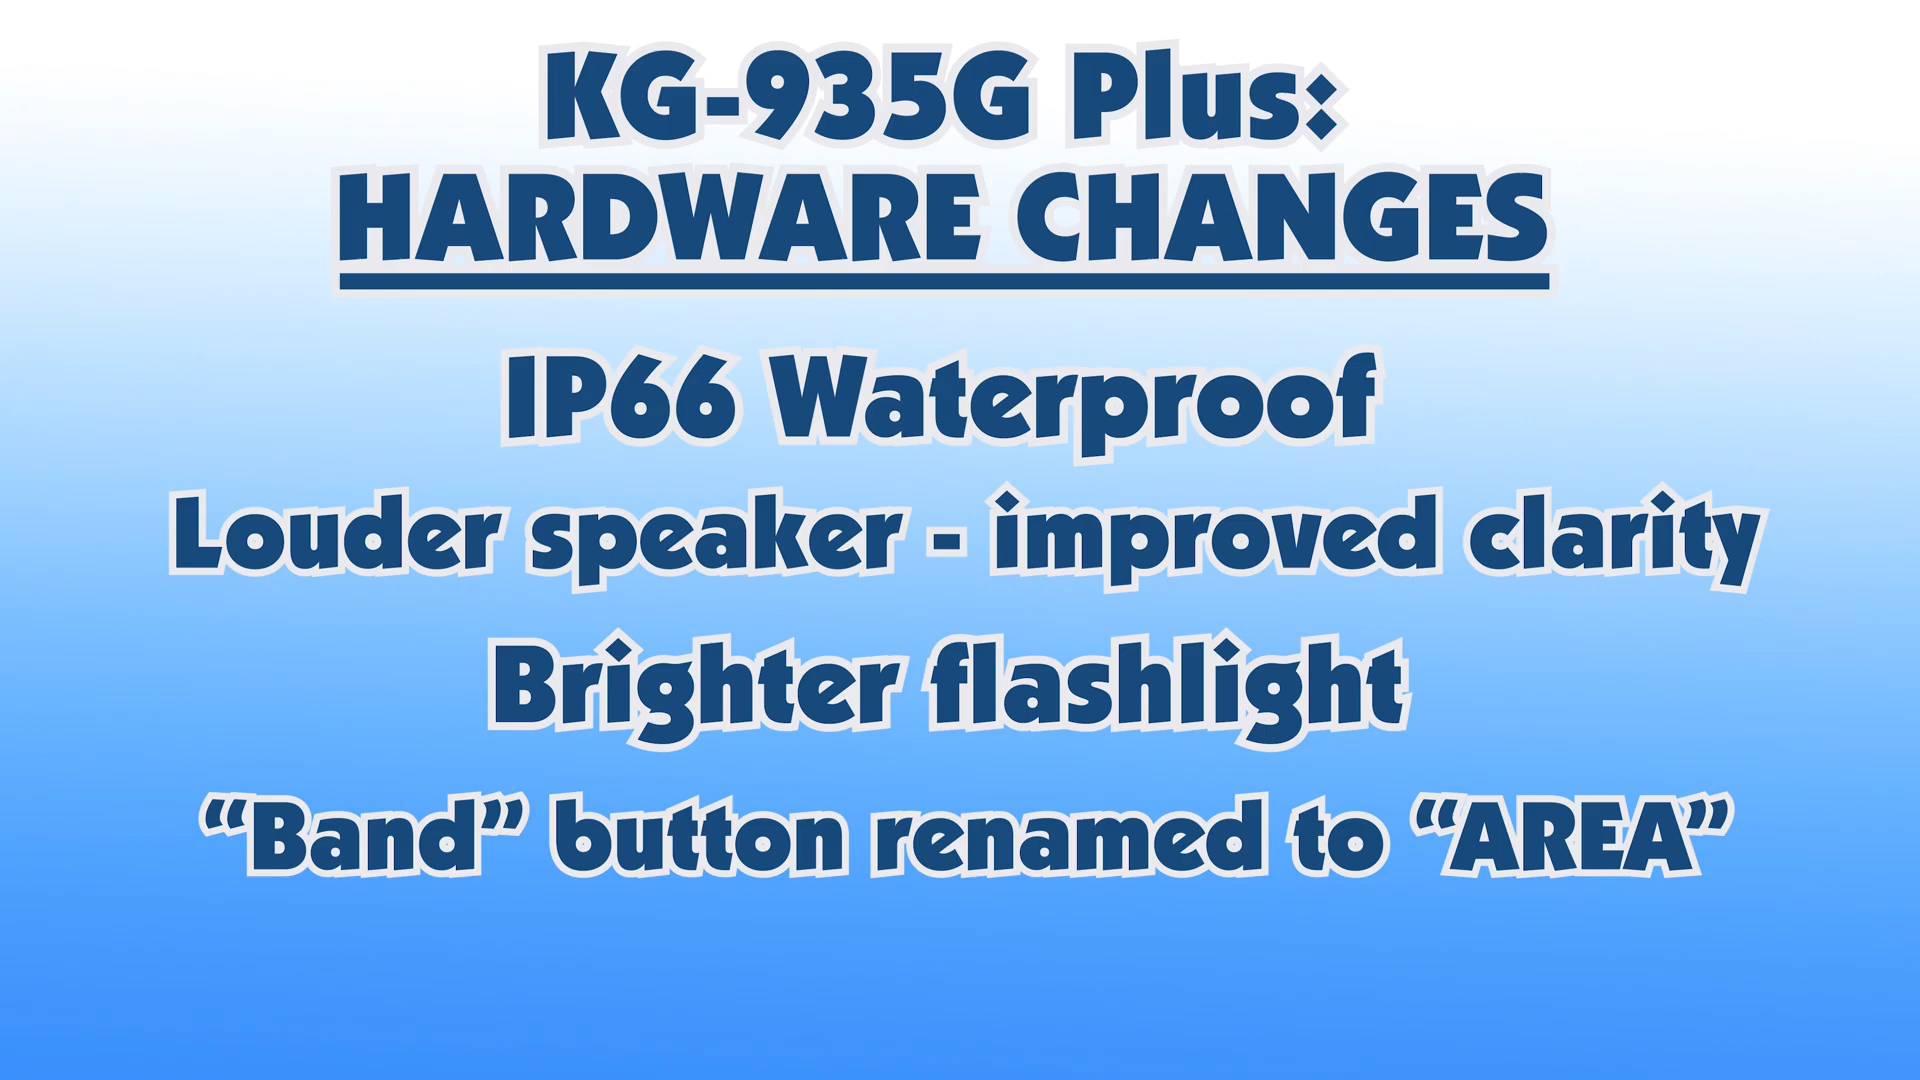 KG-935G Plus:
HARDWARE CHANGES
IP66 Waterproof
Louder speaker - improved clarity
Brighter flashlight
“Band” button renamed to “AREA”